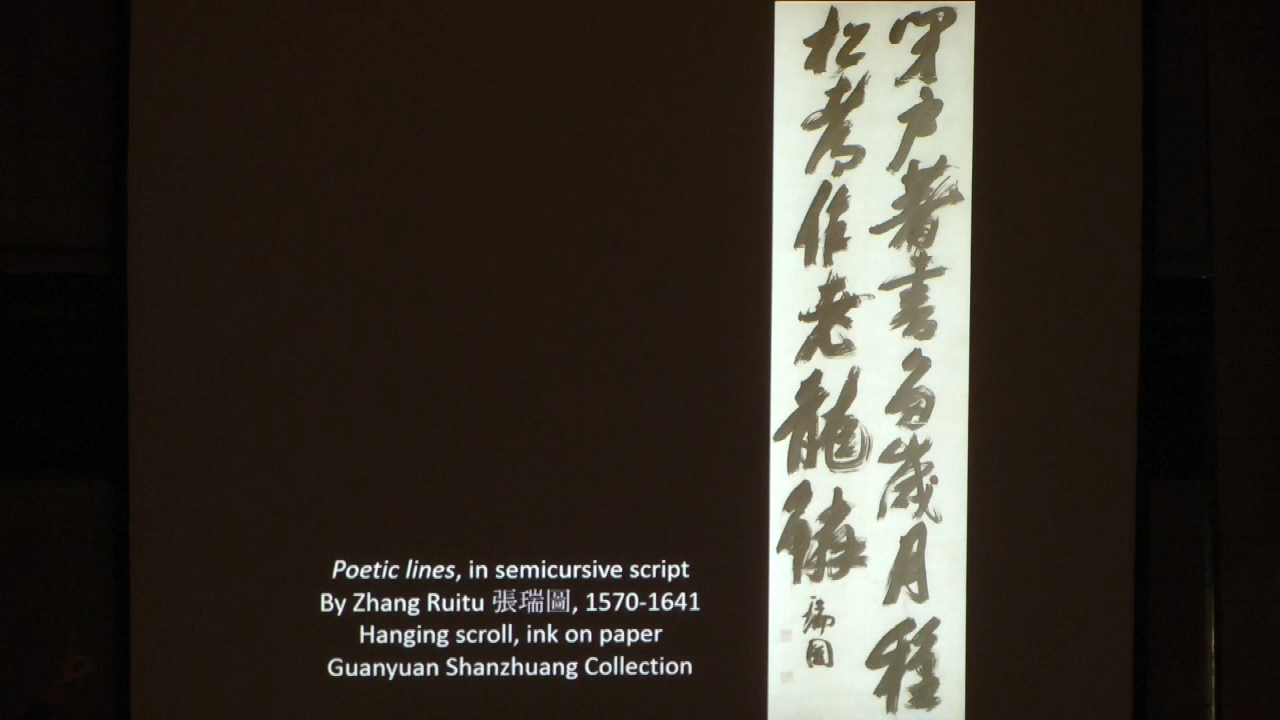 閉戶著書多歲月種
松皆作老龍鱗
瑞圖
Poetic lines, in semicursive script
By Zhang Ruitu 張瑞圖, 1570-1641
Hanging scroll, ink on paper
Guanyuan Shanzhuang Collection